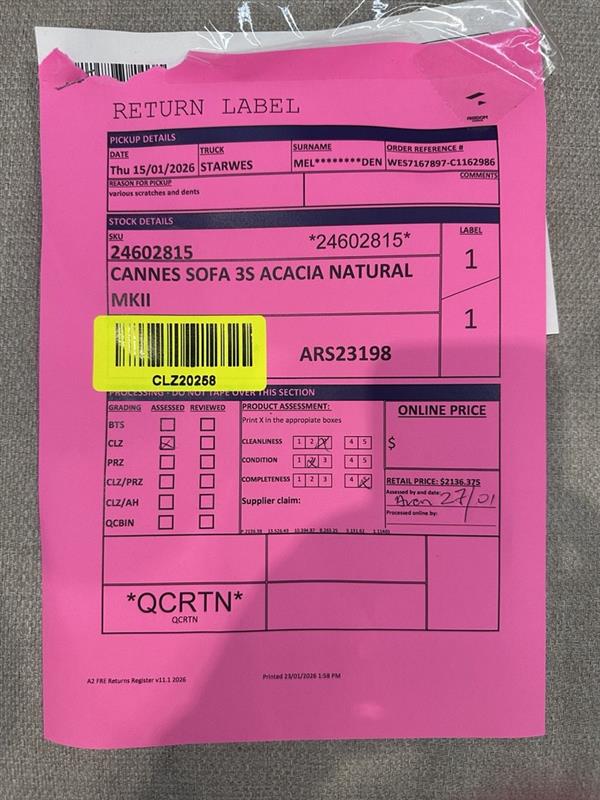 RETURN LABEL
FREEDOM
PICKUP DETAILS
DATE TRUCK SURNAME ORDER REFERENCE #
Thu 15/01/2026 STARWES MEL********DEN WES7167897-C1162986
REASON FOR PICKUP COMMENTS
various scratches and dents
STOCK DETAILS
SKU LABEL
24602815 *24602815* 1
CANNES SOFA 3S ACACIA NATURAL
MKII
1
ARS23198
CLZ20258
PROCESSING - DO NOT TAPE OVER THIS SECTION
GRADING ASSESSED REVIEWED PRODUCT ASSESSMENT: ONLINE PRICE
Print X in the appropiate boxes
BTS
CLZ X CLEANLINESS 1 2 X 4 5 $
PRZ CONDITION 1 X 3 4 5
CLZ/PRZ COMPLETENESS 1 2 3 4 X RETAIL PRICE: $2136.375
CLZ/AH Supplier claim: Assessed by and date: 27/01
QCBIN Processed online by:
*QCRTN*
QCRTN
A2 FRE Returns Register v11.1 2026 Printed 23/01/2026 1:58 PM